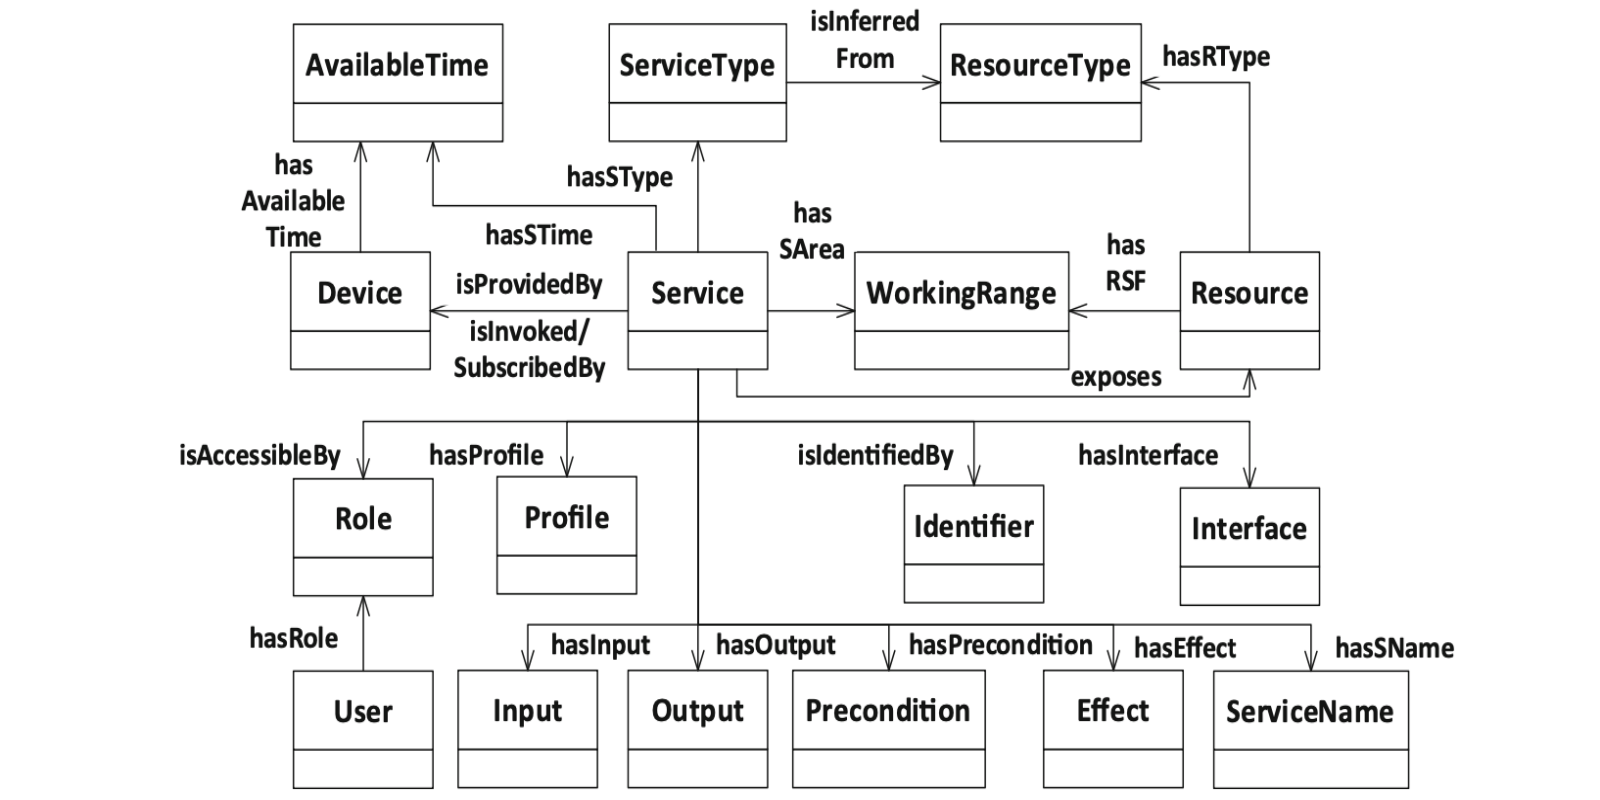 isInferred
From
AvailableTime
ServiceType
ResourceType
hasRType
has
Available
Time
hasSType
hasSTime
has
SArea
has
RSF
isProvidedBy
Device
Service
WorkingRange
Resource
isInvoked/
SubscribedBy
exposes
isAccessibleBy
hasProfile
isIdentifiedBy
hasInterface
Role
Profile
Identifier
Interface
hasRole
hasInput
hasOutput
hasPrecondition
hasEffect
hasSName
User
Input
Output
Precondition
Effect
ServiceName